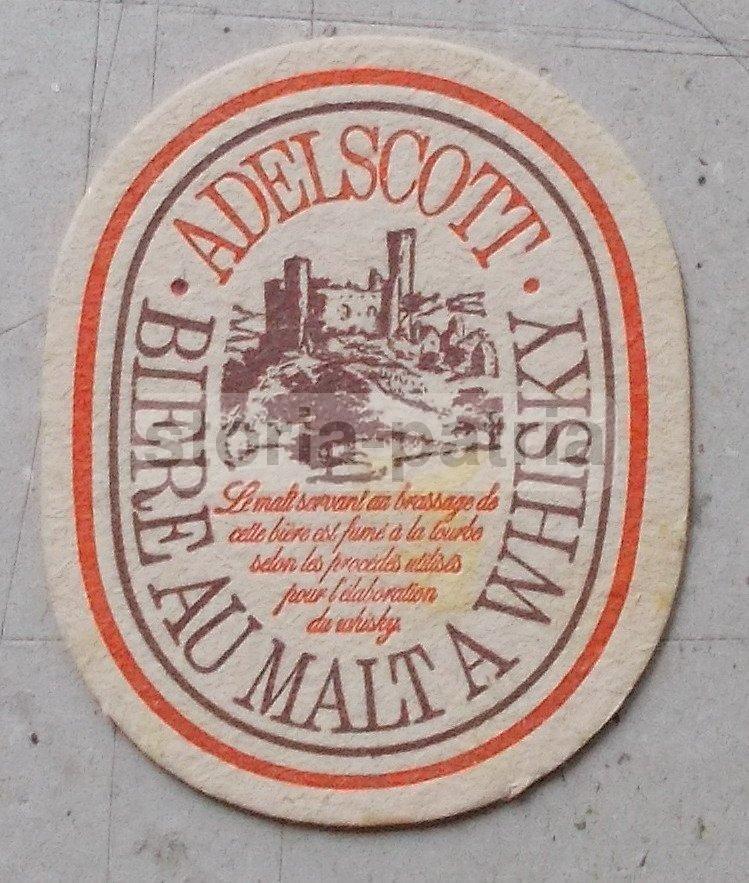 · ADELSCOTT ·
BIERE AU MALT A WHISKY
Le malt servant au brassage de
cette bière est fumé à la tourbe
selon les procédés utilisés
pour l'élaboration
du whisky.
storia patria